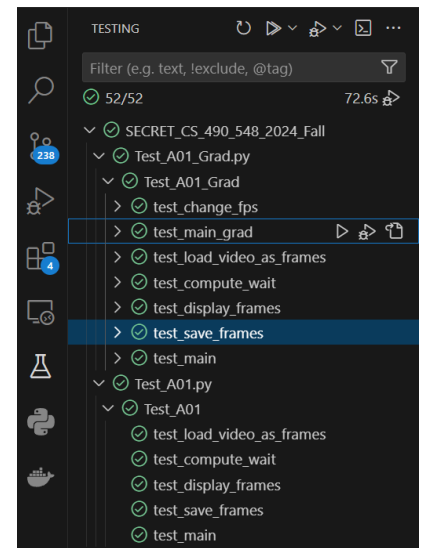 TESTING
Filter (e.g. text, !exclude, @tag)
52/52 72.6s
238
SECRET_CS_490_548_2024_Fall
Test_A01_Grad.py
Test_A01_Grad
test_change_fps
test_main_grad
4
test_load_video_as_frames
test_compute_wait
test_display_frames
test_save_frames
test_main
Test_A01.py
Test_A01
test_load_video_as_frames
test_compute_wait
test_display_frames
test_save_frames
test_main